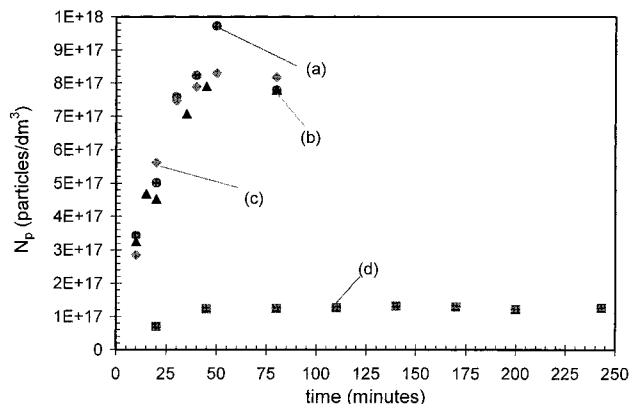 1E+18
9E+17
8E+17
7E+17
6E+17
5E+17
4E+17
3E+17
2E+17
1E+17
0
Np (particles/dm3)
(a)
(b)
(c)
(d)
0 25 50 75 100 125 150 175 200 225 250
time (minutes)